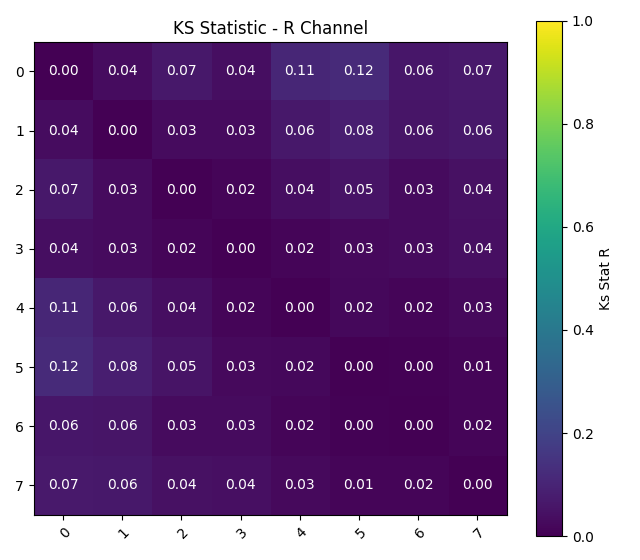 KS Statistic - R Channel
0 0.00 0.04 0.07 0.04 0.11 0.12 0.06 0.07
1 0.04 0.00 0.03 0.03 0.06 0.08 0.06 0.06
2 0.07 0.03 0.00 0.02 0.04 0.05 0.03 0.04
3 0.04 0.03 0.02 0.00 0.02 0.03 0.03 0.04
4 0.11 0.06 0.04 0.02 0.00 0.02 0.02 0.03
5 0.12 0.08 0.05 0.03 0.02 0.00 0.00 0.01
6 0.06 0.06 0.03 0.03 0.02 0.00 0.00 0.02
7 0.07 0.06 0.04 0.04 0.03 0.01 0.02 0.00
0 1 2 3 4 5 6 7
1.0
0.8
0.6
0.4
0.2
0.0
Ks Stat R